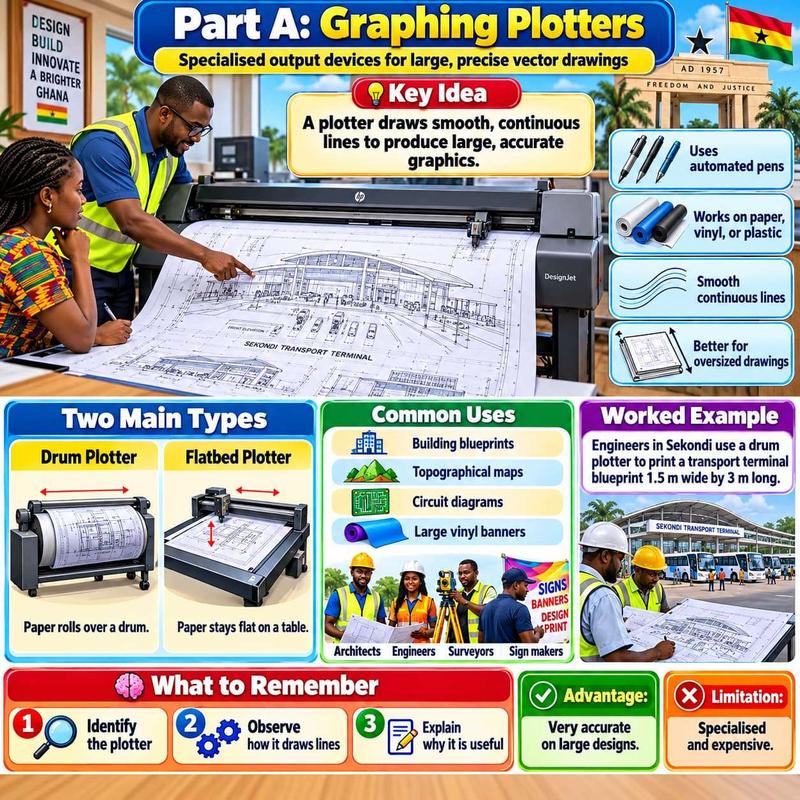 Part A: Graphing Plotters
Specialised output devices for large, precise vector drawings
DESIGN
BUILD
INNOVATE
A BRIGHTER
GHANA
AD 1957
FREEDOM AND JUSTICE
Key Idea
A plotter draws smooth, continuous
lines to produce large, accurate
graphics.
hp
DesignJet
FRONT ELEVATION
SEKONDI TRANSPORT TERMINAL
Uses
automated pens
Works on paper,
vinyl, or plastic
Smooth
continuous lines
Better for
oversized drawings
Two Main Types
Drum Plotter
Paper rolls over a drum.
Flatbed Plotter
Paper stays flat on a table.
Common Uses
Building blueprints
Topographical maps
Circuit diagrams
Large vinyl banners
SIGNS
BANNERS
DESIGN
PRINT
Architects
Engineers
Surveyors
Sign makers
Worked Example
Engineers in Sekondi use a drum
plotter to print a transport terminal
blueprint 1.5 m wide by 3 m long.
SEKONDI TRANSPORT TERMINAL
What to Remember
1
Identify
the plotter
2
Observe
how it draws lines
3
Explain
why it is useful
Advantage:
Very accurate
on large designs.
Limitation:
Specialised
and expensive.